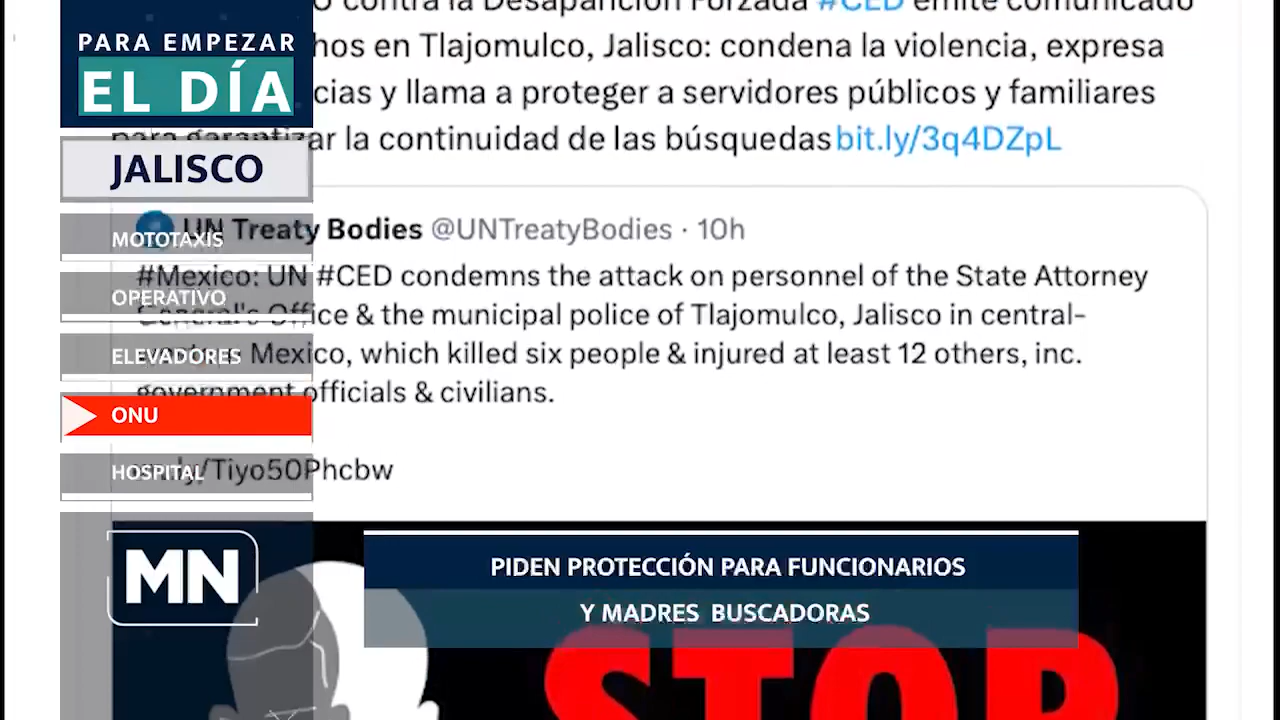 PARA EMPEZAR
EL DÍA
JALISCO
MOTOTAXIS
OPERATIVO
ELEVADORES
ONU
HOSPITAL
MN
contra la Desaparición Forzada #CED emite comunicado
en Tlajomulco, Jalisco: condena la violencia, expresa
y llama a proteger a servidores públicos y familiares
para garantizar la continuidad de las búsquedas bit.ly/3q4DZpL
UN Treaty Bodies @UNTreatyBodies · 10h
#Mexico: UN #CED condemns the attack on personnel of the State Attorney
General's Office & the municipal police of Tlajomulco, Jalisco in central-
Mexico, which killed six people & injured at least 12 others, inc.
government officials & civilians.
/Tiyo50Phcbw
PIDEN PROTECCIÓN PARA FUNCIONARIOS
Y MADRES BUSCADORAS
STOP